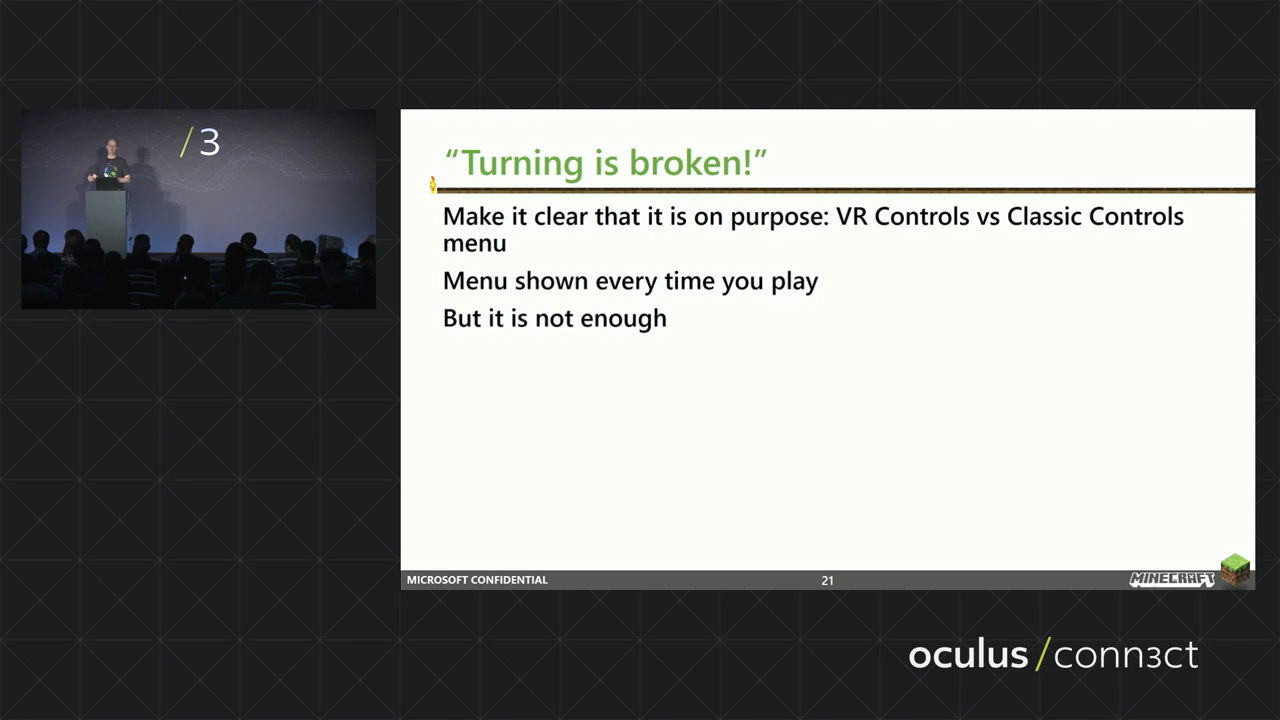 /3
“Turning is broken!”
Make it clear that it is on purpose: VR Controls vs Classic Controls
menu
Menu shown every time you play
But it is not enough
MICROSOFT CONFIDENTIAL
21
MINECRAFT
oculus/conn3ct